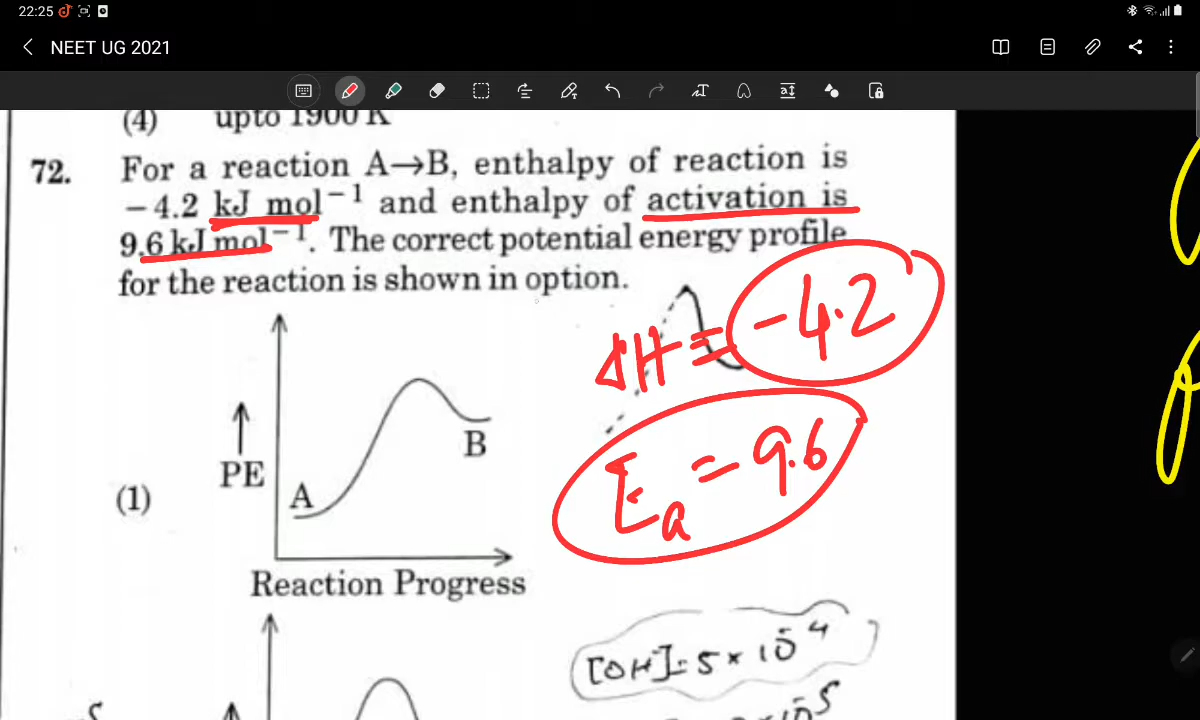 22:25
NEET UG 2021
(4) upto 1900 K
72. For a reaction A→B, enthalpy of reaction is
– 4.2 kJ mol⁻¹ and enthalpy of activation is
9.6 kJ mol⁻¹. The correct potential energy profile
for the reaction is shown in option.
ΔH = -4.2
Ea = 9.6
(1)
PE
A
B
Reaction Progress
[OH]= 5 × 10⁻⁴